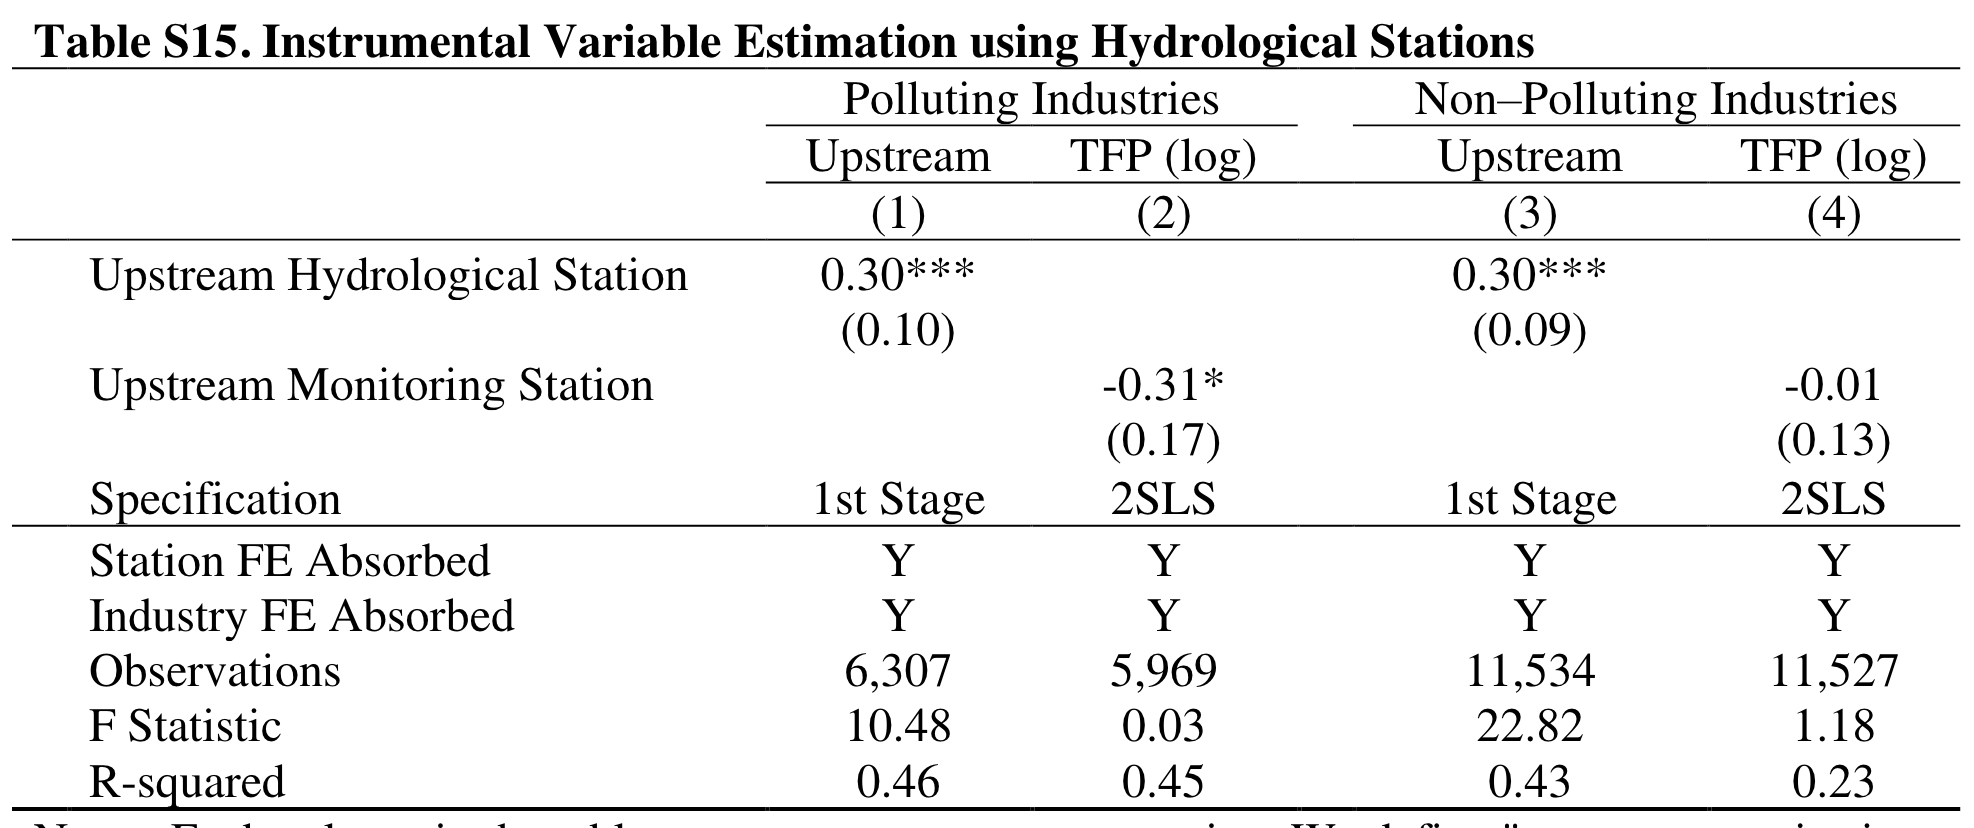 Table S15. Instrumental Variable Estimation using Hydrological Stations
Polluting Industries Non–Polluting Industries
Upstream TFP (log) Upstream TFP (log)
(1) (2) (3) (4)
Upstream Hydrological Station 0.30*** 0.30***
(0.10) (0.09)
Upstream Monitoring Station -0.31* -0.01
(0.17) (0.13)
Specification 1st Stage 2SLS 1st Stage 2SLS
Station FE Absorbed Y Y Y Y
Industry FE Absorbed Y Y Y Y
Observations 6,307 5,969 11,534 11,527
F Statistic 10.48 0.03 22.82 1.18
R-squared 0.46 0.45 0.43 0.23